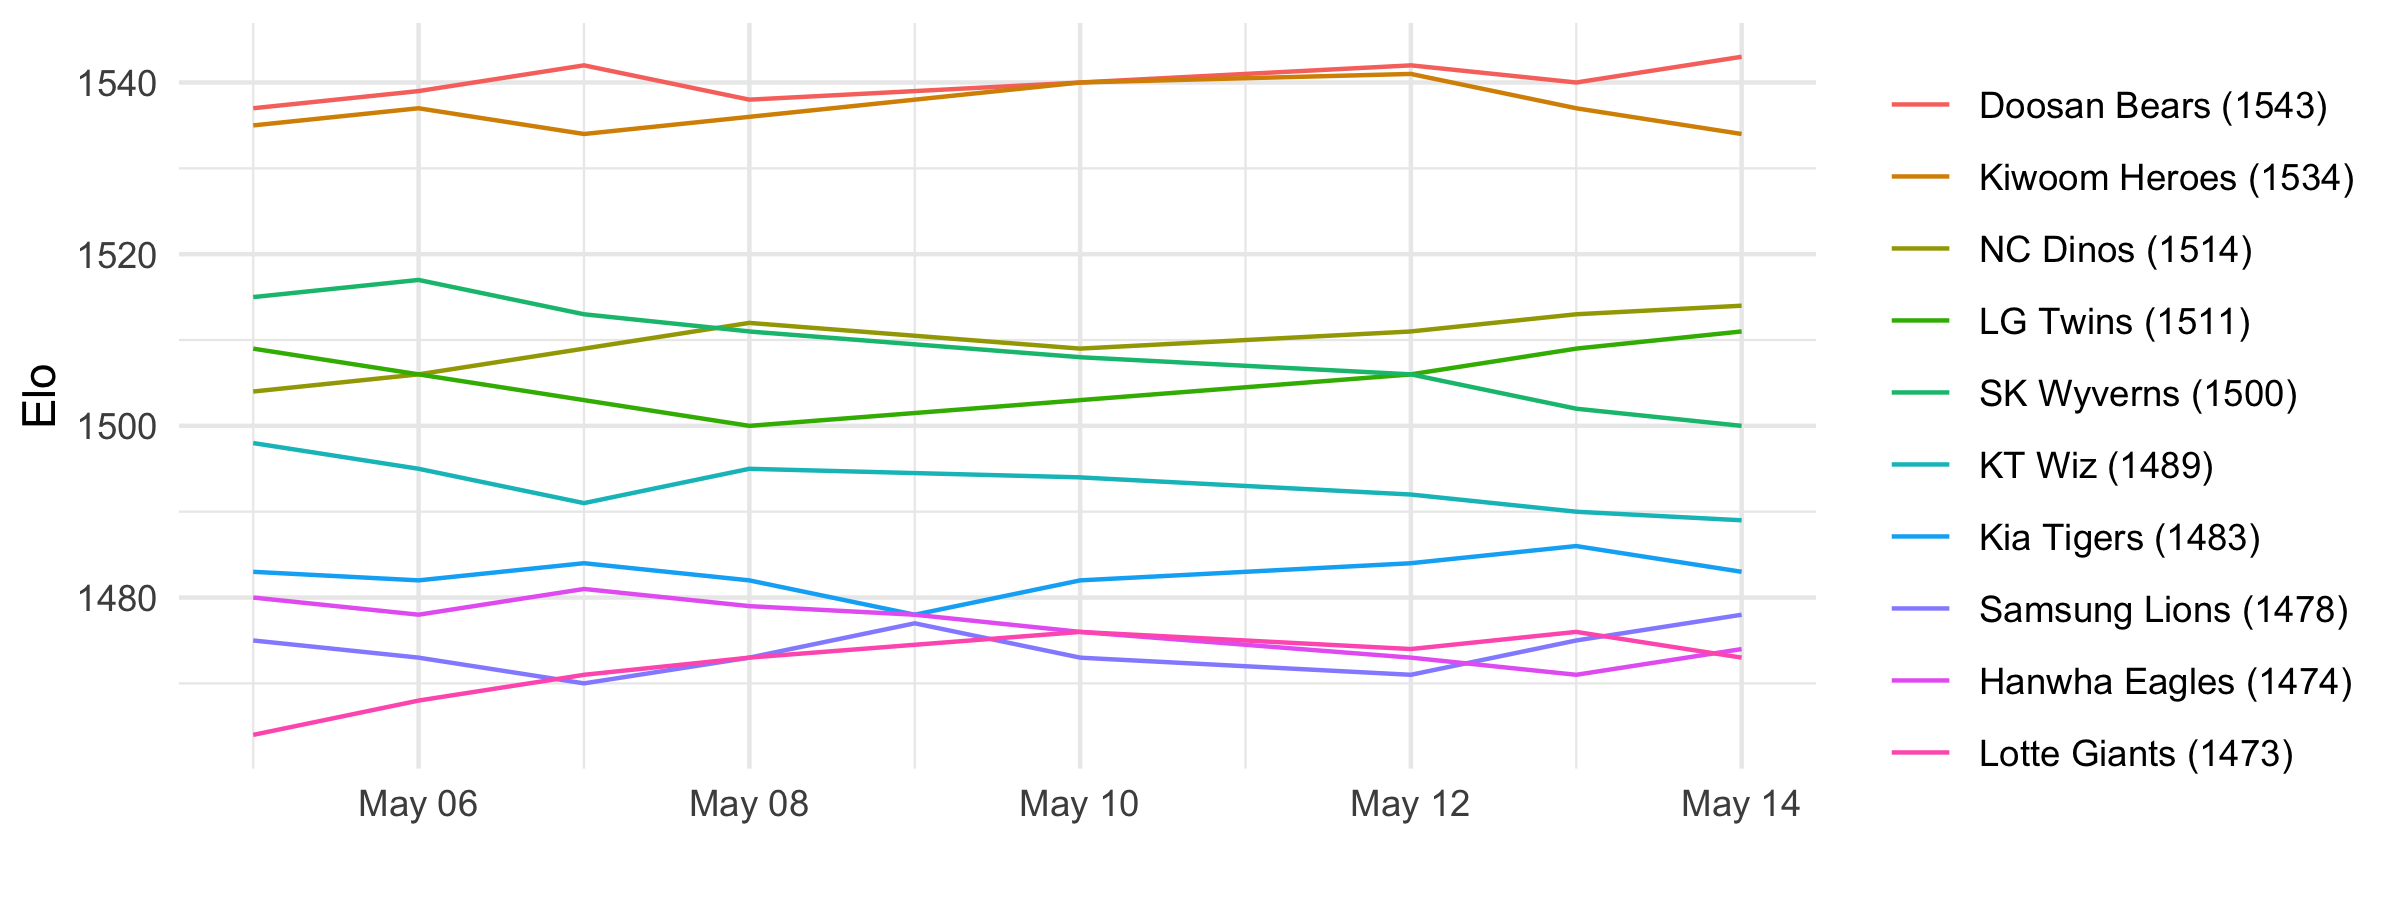 Elo
1540
1520
1500
1480
May 06
May 08
May 10
May 12
May 14
Doosan Bears (1543)
Kiwoom Heroes (1534)
NC Dinos (1514)
LG Twins (1511)
SK Wyverns (1500)
KT Wiz (1489)
Kia Tigers (1483)
Samsung Lions (1478)
Hanwha Eagles (1474)
Lotte Giants (1473)